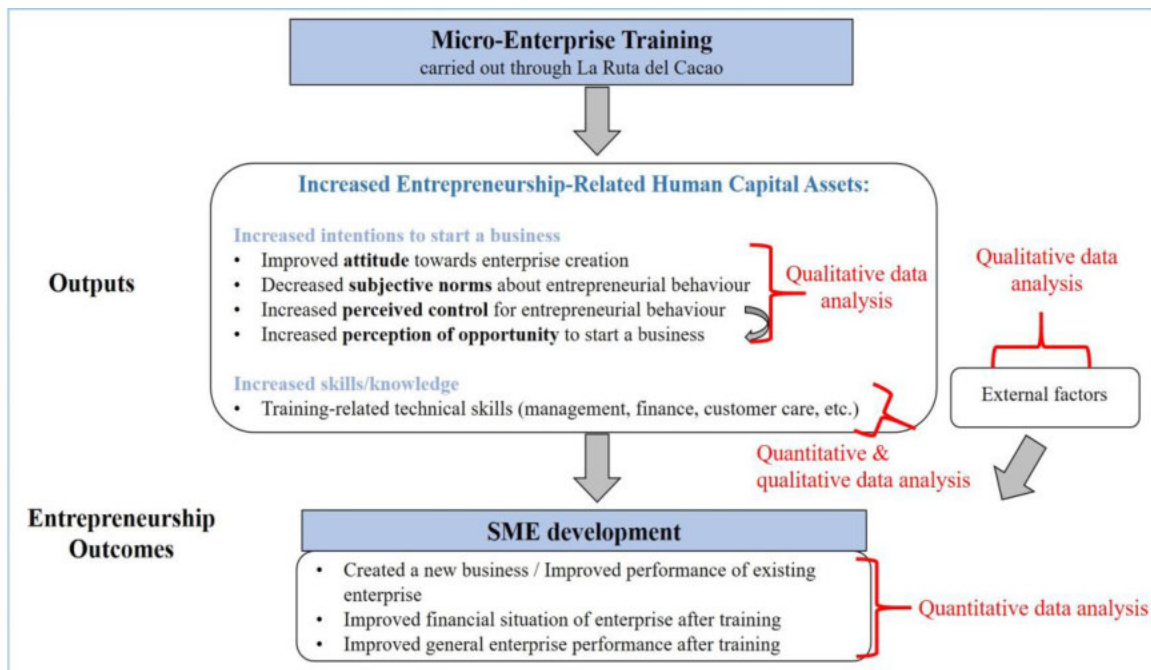 Micro-Enterprise Training
carried out through La Ruta del Cacao
Increased Entrepreneurship-Related Human Capital Assets:
Increased intentions to start a business
• Improved attitude towards enterprise creation
• Decreased subjective norms about entrepreneurial behaviour
• Increased perceived control for entrepreneurial behaviour
• Increased perception of opportunity to start a business
Qualitative data
analysis
Outputs
Increased skills/knowledge
• Training-related technical skills (management, finance, customer care, etc.)
Quantitative &
qualitative data analysis
Qualitative data
analysis
External factors
Entrepreneurship
Outcomes
SME development
• Created a new business / Improved performance of existing
enterprise
• Improved financial situation of enterprise after training
• Improved general enterprise performance after training
Quantitative data analysis